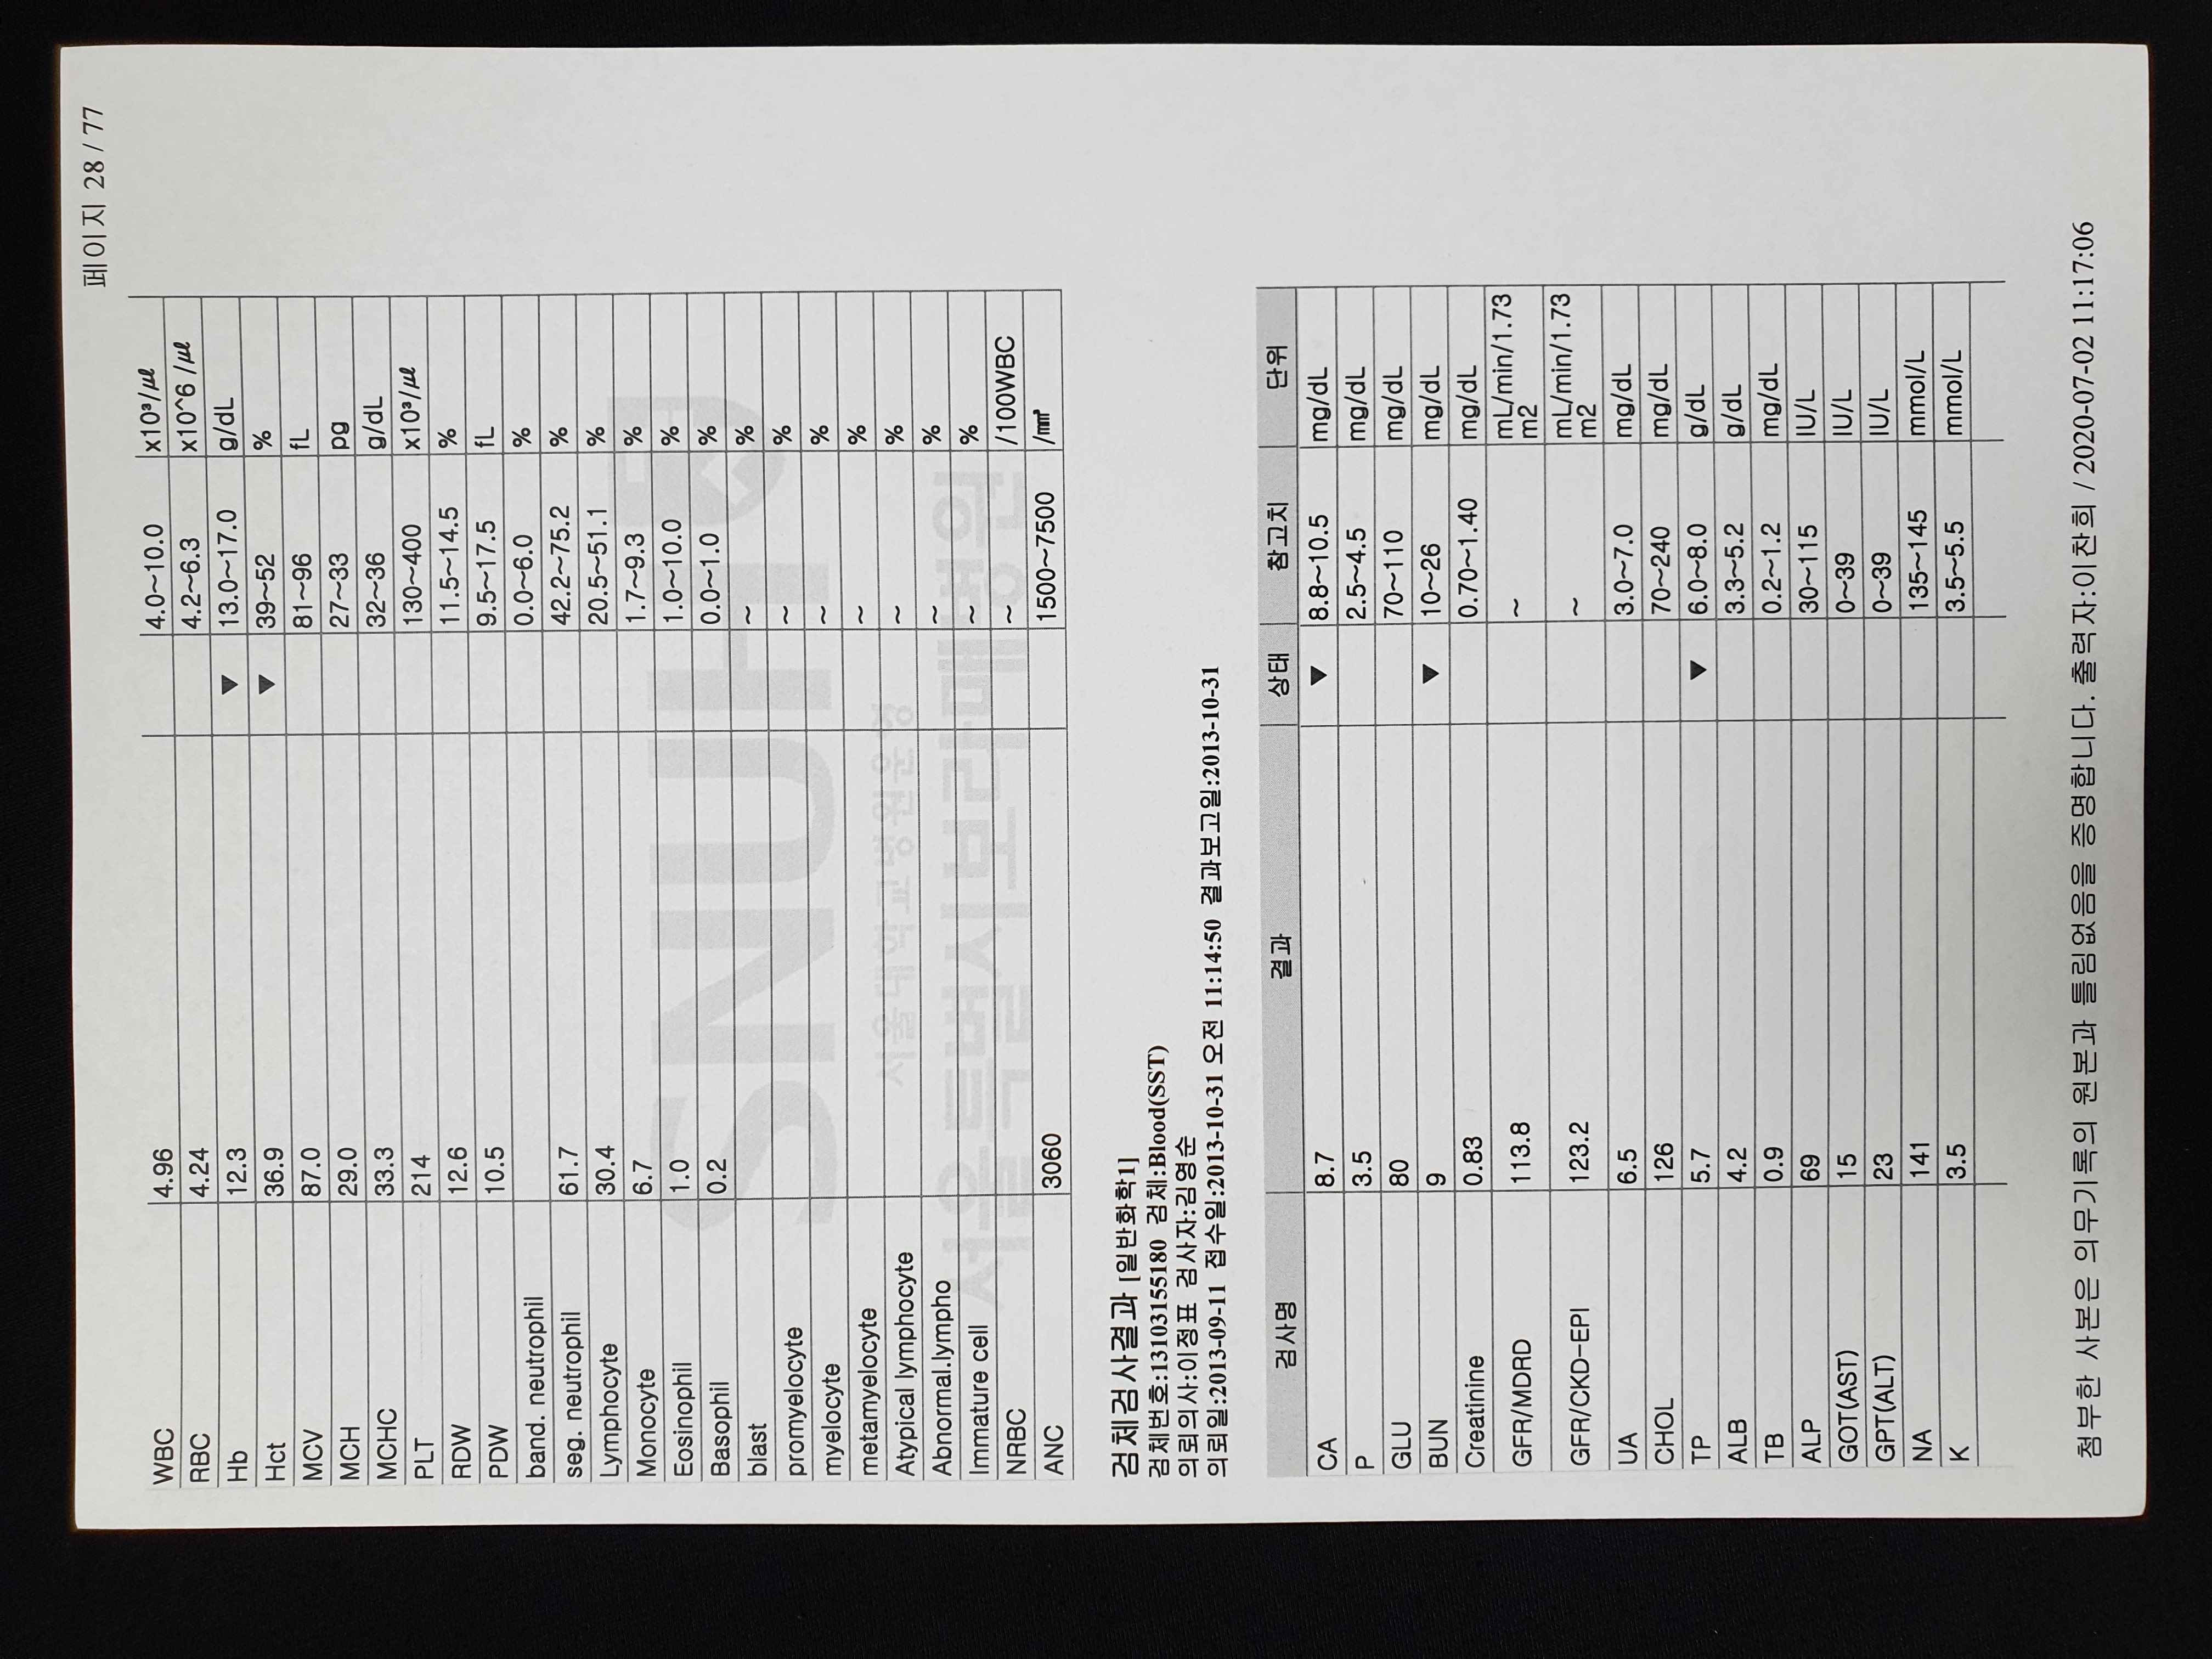 페이지 28 / 77
WBC 4.96 4.0~10.0 x10³/㎕
RBC 4.24 4.2~6.3 x10^6 /㎕
Hb 12.3 ▼ 13.0~17.0 g/dL
Hct 36.9 ▼ 39~52 %
MCV 87.0 81~96 fL
MCH 29.0 27~33 pg
MCHC 33.3 32~36 g/dL
PLT 214 130~400 x10³/㎕
RDW 12.6 11.5~14.5 %
PDW 10.5 9.5~17.5 fL
band. neutrophil 0.0~6.0 %
seg. neutrophil 61.7 42.2~75.2 %
Lymphocyte 30.4 20.5~51.1 %
Monocyte 6.7 1.7~9.3 %
Eosinophil 1.0 1.0~10.0 %
Basophil 0.2 0.0~1.0 %
blast ~ %
promyelocyte ~ %
myelocyte ~ %
metamyelocyte ~ %
Atypical lymphocyte ~ %
Abnormal.lympho ~ %
Immature cell ~ %
NRBC ~ /100WBC
ANC 3060 1500~7500 /㎣
SNUH
서울대학교병원운영
서울특별시보라매병원
검체검사결과 [일반화학1]
검체번호:13103155180 검체:Blood(SST)
의뢰의사:이정표 검사자:김영순
의뢰일:2013-09-11 접수일:2013-10-31 오전 11:14:50 결과보고일:2013-10-31
검사명 결과 상태 참고치 단위
CA 8.7 ▼ 8.8~10.5 mg/dL
P 3.5 2.5~4.5 mg/dL
GLU 80 70~110 mg/dL
BUN 9 ▼ 10~26 mg/dL
Creatinine 0.83 0.70~1.40 mg/dL
GFR/MDRD 113.8 ~ mL/min/1.73
m2
GFR/CKD-EPI 123.2 ~ mL/min/1.73
m2
UA 6.5 3.0~7.0 mg/dL
CHOL 126 70~240 mg/dL
TP 5.7 ▼ 6.0~8.0 g/dL
ALB 4.2 3.3~5.2 g/dL
TB 0.9 0.2~1.2 mg/dL
ALP 69 30~115 IU/L
GOT(AST) 15 0~39 IU/L
GPT(ALT) 23 0~39 IU/L
NA 141 135~145 mmol/L
K 3.5 3.5~5.5 mmol/L
첨부한 사본은 의무기록의 원본과 틀림없음을 증명합니다. 출력자:이찬희 / 2020-07-02 11:17:06